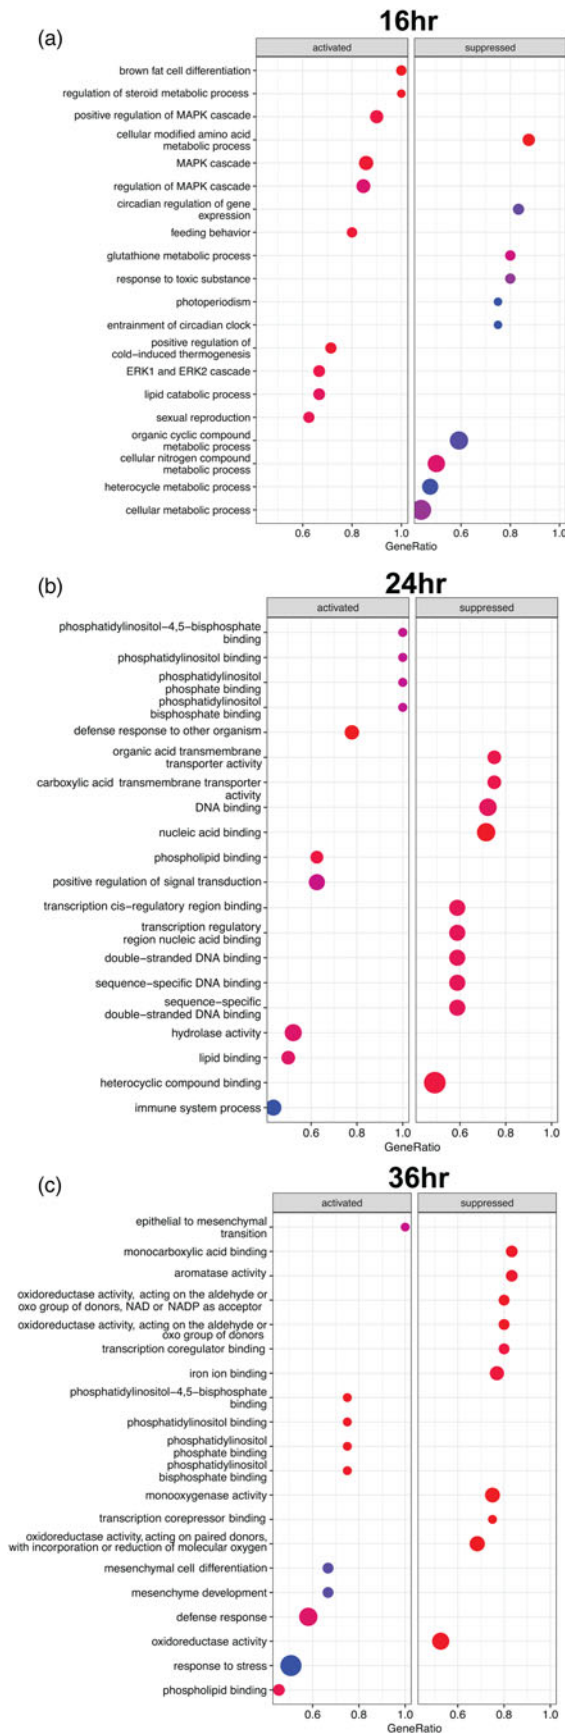 (a)
16hr
activated
suppressed
brown fat cell differentiation
regulation of steroid metabolic process
positive regulation of MAPK cascade
cellular modified amino acid
metabolic process
MAPK cascade
regulation of MAPK cascade
circadian regulation of gene
expression
feeding behavior
glutathione metabolic process
response to toxic substance
photoperiodism
entrainment of circadian clock
positive regulation of
cold−induced thermogenesis
ERK1 and ERK2 cascade
lipid catabolic process
sexual reproduction
organic cyclic compound
metabolic process
cellular nitrogen compound
metabolic process
heterocycle metabolic process
cellular metabolic process
0.6 0.8 1.0 0.6 0.8 1.0
GeneRatio
(b)
24hr
activated
suppressed
phosphatidylinositol−4,5−bisphosphate
binding
phosphatidylinositol binding
phosphatidylinositol
phosphate binding
phosphatidylinositol
bisphosphate binding
defense response to other organism
organic acid transmembrane
transporter activity
carboxylic acid transmembrane transporter
activity
DNA binding
nucleic acid binding
phospholipid binding
positive regulation of signal transduction
transcription cis−regulatory region binding
transcription regulatory
region nucleic acid binding
double−stranded DNA binding
sequence−specific DNA binding
sequence−specific
double−stranded DNA binding
hydrolase activity
lipid binding
heterocyclic compound binding
immune system process
0.6 0.8 1.0 0.6 0.8 1.0
GeneRatio
(c)
36hr
activated
suppressed
epithelial to mesenchymal
transition
monocarboxylic acid binding
aromatase activity
oxidoreductase activity, acting on the aldehyde or
oxo group of donors, NAD or NADP as acceptor
oxidoreductase activity, acting on the aldehyde or
oxo group of donors
transcription coregulator binding
iron ion binding
phosphatidylinositol−4,5−bisphosphate
binding
phosphatidylinositol binding
phosphatidylinositol
phosphate binding
phosphatidylinositol
bisphosphate binding
monooxygenase activity
transcription corepressor binding
oxidoreductase activity, acting on paired donors,
with incorporation or reduction of molecular oxygen
mesenchymal cell differentiation
mesenchyme development
defense response
oxidoreductase activity
response to stress
phospholipid binding
0.6 0.8 1.0 0.6 0.8 1.0
GeneRatio